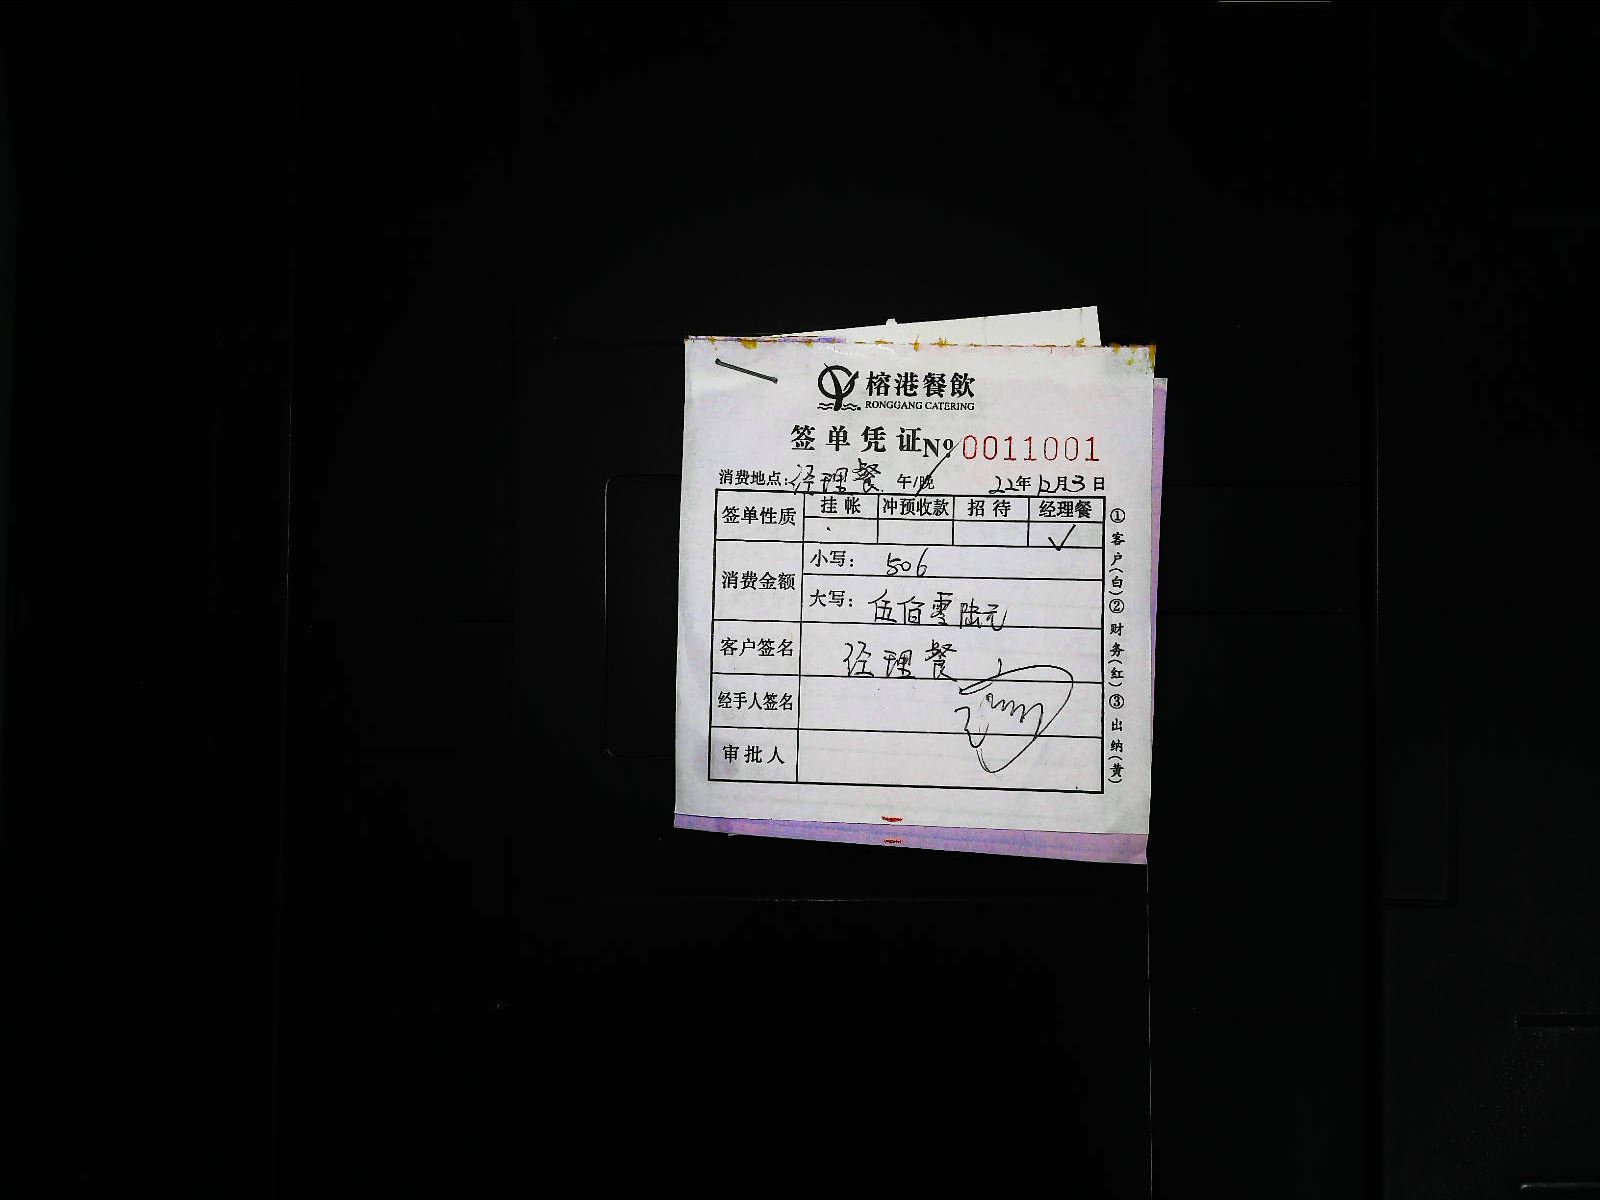 榕港餐飲
RONGGANG CATERING
签单凭证 № 0011001
消费地点：经理餐 午/晚 22年12月3日
签单性质 挂帐 冲预收款 招待 经理餐
✓
消费金额 小写：506
大写：伍佰零陆元
客户签名 经理餐
经手人签名
审批人
①客户(白)②财务(红)③出纳(黄)